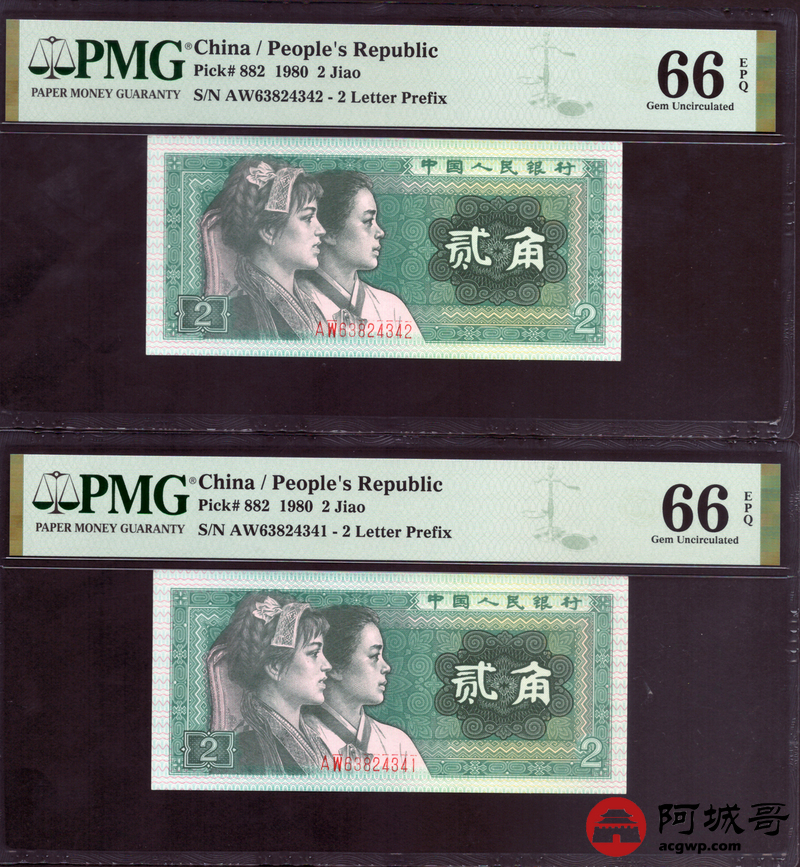 PMG®
PAPER MONEY GUARANTY
China / People's Republic
Pick# 882 1980 2 Jiao
S/N AW63824342 - 2 Letter Prefix
66
EPQ
Gem Uncirculated
中国人民银行
贰角
2
AW63824342
2
PMG®
PAPER MONEY GUARANTY
China / People's Republic
Pick# 882 1980 2 Jiao
S/N AW63824341 - 2 Letter Prefix
66
EPQ
Gem Uncirculated
中国人民银行
贰角
2
AW63824341
2
阿城哥
acgwp.com